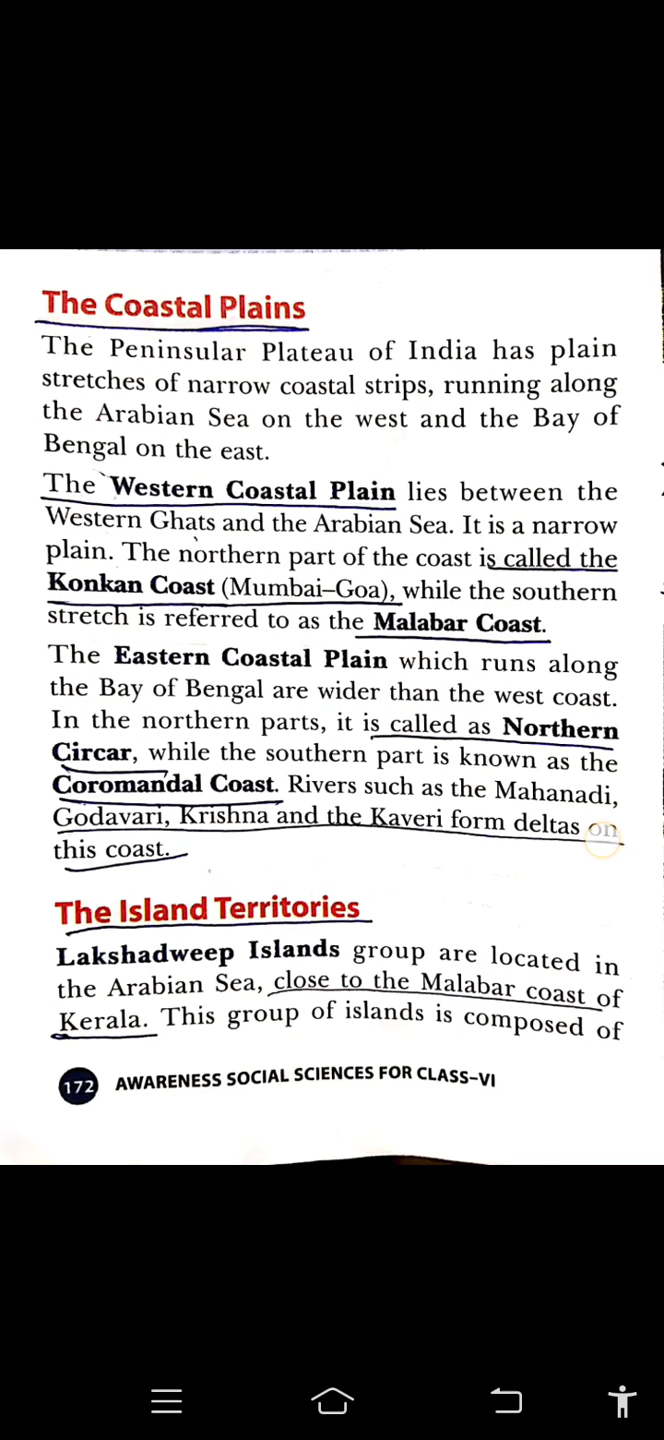 The Coastal Plains
The Peninsular Plateau of India has plain
stretches of narrow coastal strips, running along
the Arabian Sea on the west and the Bay of
Bengal on the east.
The Western Coastal Plain lies between the
Western Ghats and the Arabian Sea. It is a narrow
plain. The northern part of the coast is called the
Konkan Coast (Mumbai–Goa), while the southern
stretch is referred to as the Malabar Coast.
The Eastern Coastal Plain which runs along
the Bay of Bengal are wider than the west coast.
In the northern parts, it is called as Northern
Circar, while the southern part is known as the
Coromandal Coast. Rivers such as the Mahanadi,
Godavari, Krishna and the Kaveri form deltas on
this coast.
The Island Territories
Lakshadweep Islands group are located in
the Arabian Sea, close to the Malabar coast of
Kerala. This group of islands is composed of
172 AWARENESS SOCIAL SCIENCES FOR CLASS–VI